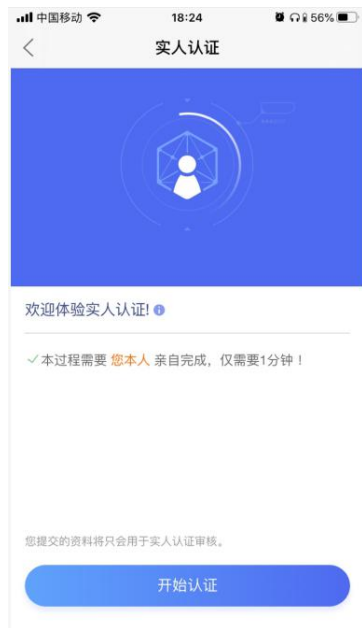 中国移动 18:24 56%
实人认证
欢迎体验实人认证!
本过程需要 您本人 亲自完成，仅需要1分钟！
您提交的资料将只会用于实人认证审核。
开始认证